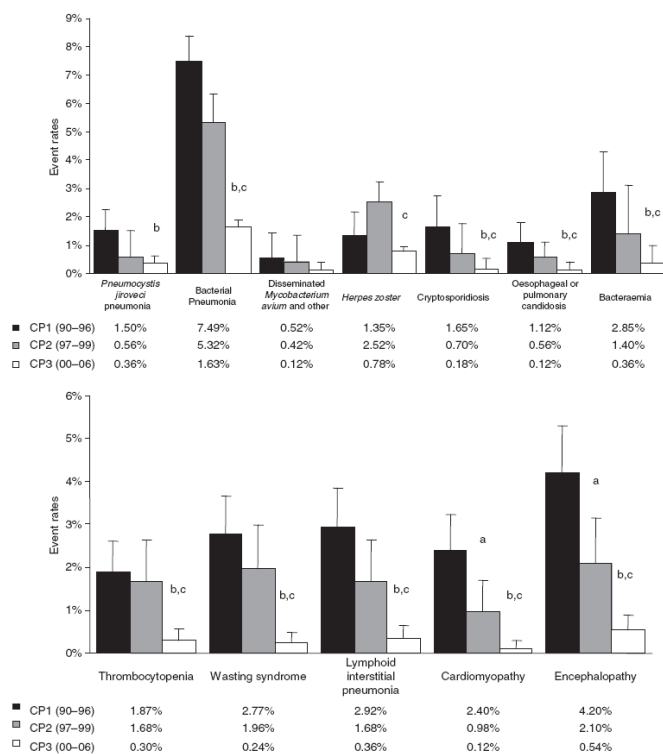 9%
8%
7%
6%
5%
4%
3%
2%
1%
0%
Event rates
b
b,c
c
b,c
b,c
b,c
Pneumocystis jiroveci pneumonia
Bacterial Pneumonia
Disseminated Mycobacterium avium and other
Herpes zoster
Cryptosporidiosis
Oesophageal or pulmonary candidosis
Bacteraemia
CP1 (90–96) 1.50% 7.49% 0.52% 1.35% 1.65% 1.12% 2.85%
CP2 (97–99) 0.56% 5.32% 0.42% 2.52% 0.70% 0.56% 1.40%
CP3 (00–06) 0.36% 1.63% 0.12% 0.78% 0.18% 0.12% 0.36%
6%
5%
4%
3%
2%
1%
0%
Event rates
b,c
b,c
b,c
a
b,c
a
b,c
Thrombocytopenia
Wasting syndrome
Lymphoid interstitial pneumonia
Cardiomyopathy
Encephalopathy
CP1 (90–96) 1.87% 2.77% 2.92% 2.40% 4.20%
CP2 (97–99) 1.68% 1.96% 1.68% 0.98% 2.10%
CP3 (00–06) 0.30% 0.24% 0.36% 0.12% 0.54%